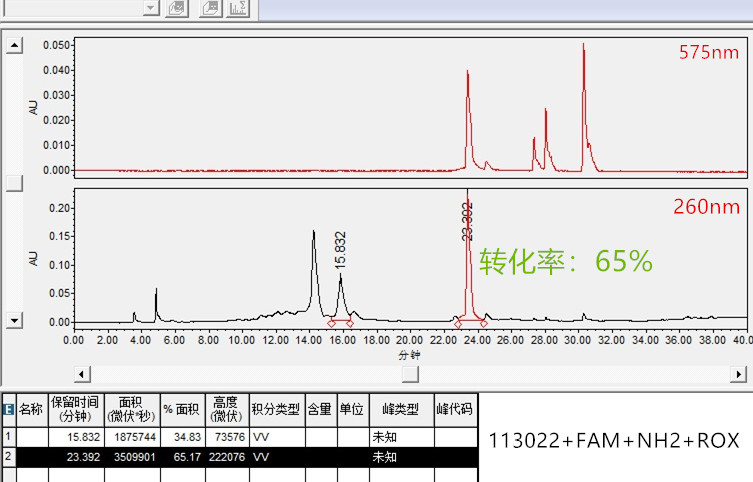 575nm
0.050
0.040
0.030
0.020
0.010
0.000
AU
260nm
0.20
0.15
0.10
0.05
0.00
AU
15.832
23.392
转化率：65%
0.00 2.00 4.00 6.00 8.00 10.00 12.00 14.00 16.00 18.00 20.00 22.00 24.00 26.00 28.00 30.00 32.00 34.00 36.00 38.00 40.0
分钟
名称 保留时间 (分钟) 面积 (微伏*秒) % 面积 高度 (微伏) 积分类型 含量 单位 峰类型 峰代码
1 15.832 1875744 34.83 73576 VV 未知
2 23.392 3509901 65.17 222076 VV 未知
113022+FAM+NH2+ROX